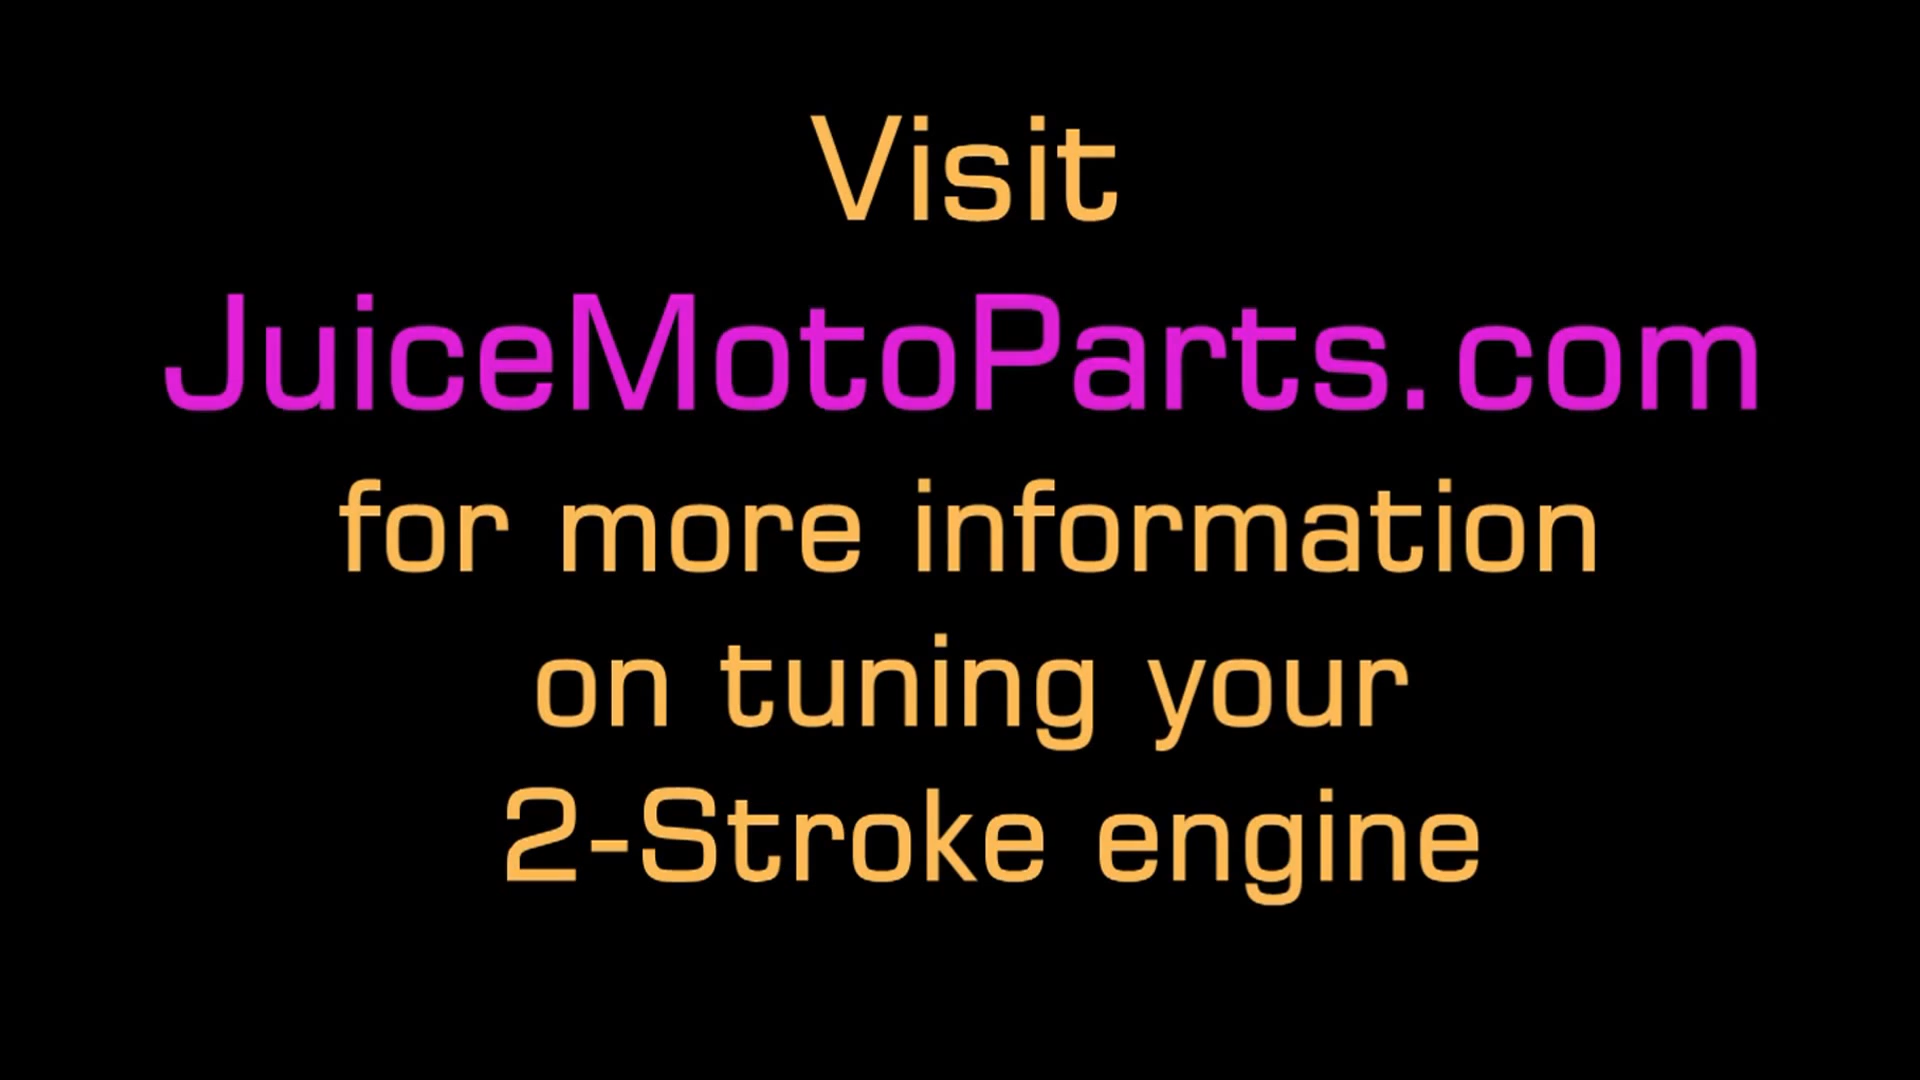 Visit
JuiceMotoParts.com
for more information
on tuning your
2-Stroke engine